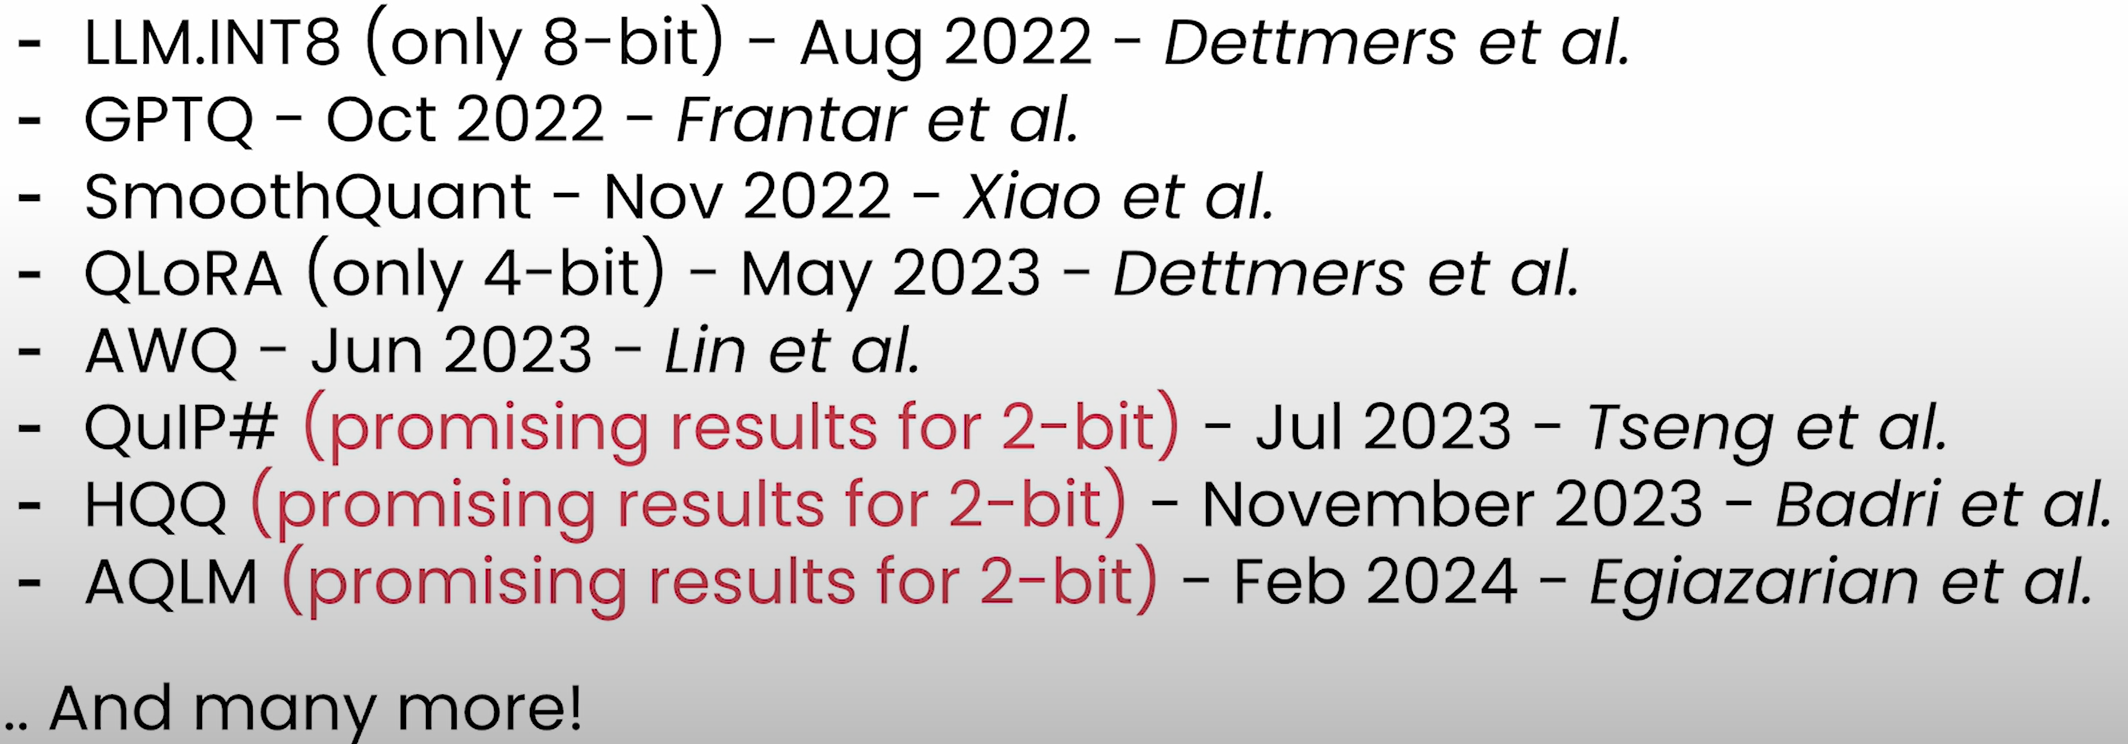 - LLM.INT8 (only 8-bit) - Aug 2022 - Dettmers et al.
- GPTQ - Oct 2022 - Frantar et al.
- SmoothQuant - Nov 2022 - Xiao et al.
- QLoRA (only 4-bit) - May 2023 - Dettmers et al.
- AWQ - Jun 2023 - Lin et al.
- QuIP# (promising results for 2-bit) - Jul 2023 - Tseng et al.
- HQQ (promising results for 2-bit) - November 2023 - Badri et al.
- AQLM (promising results for 2-bit) - Feb 2024 - Egiazarian et al.
.. And many more!